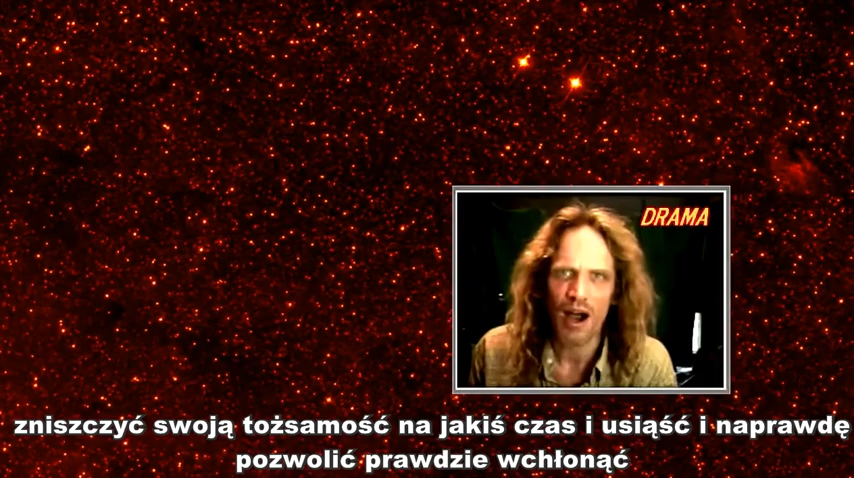 DRAMA
zniszczyć swoją tożsamość na jakiś czas i usiąść i naprawdę
pozwolić prawdzie wchłonąć